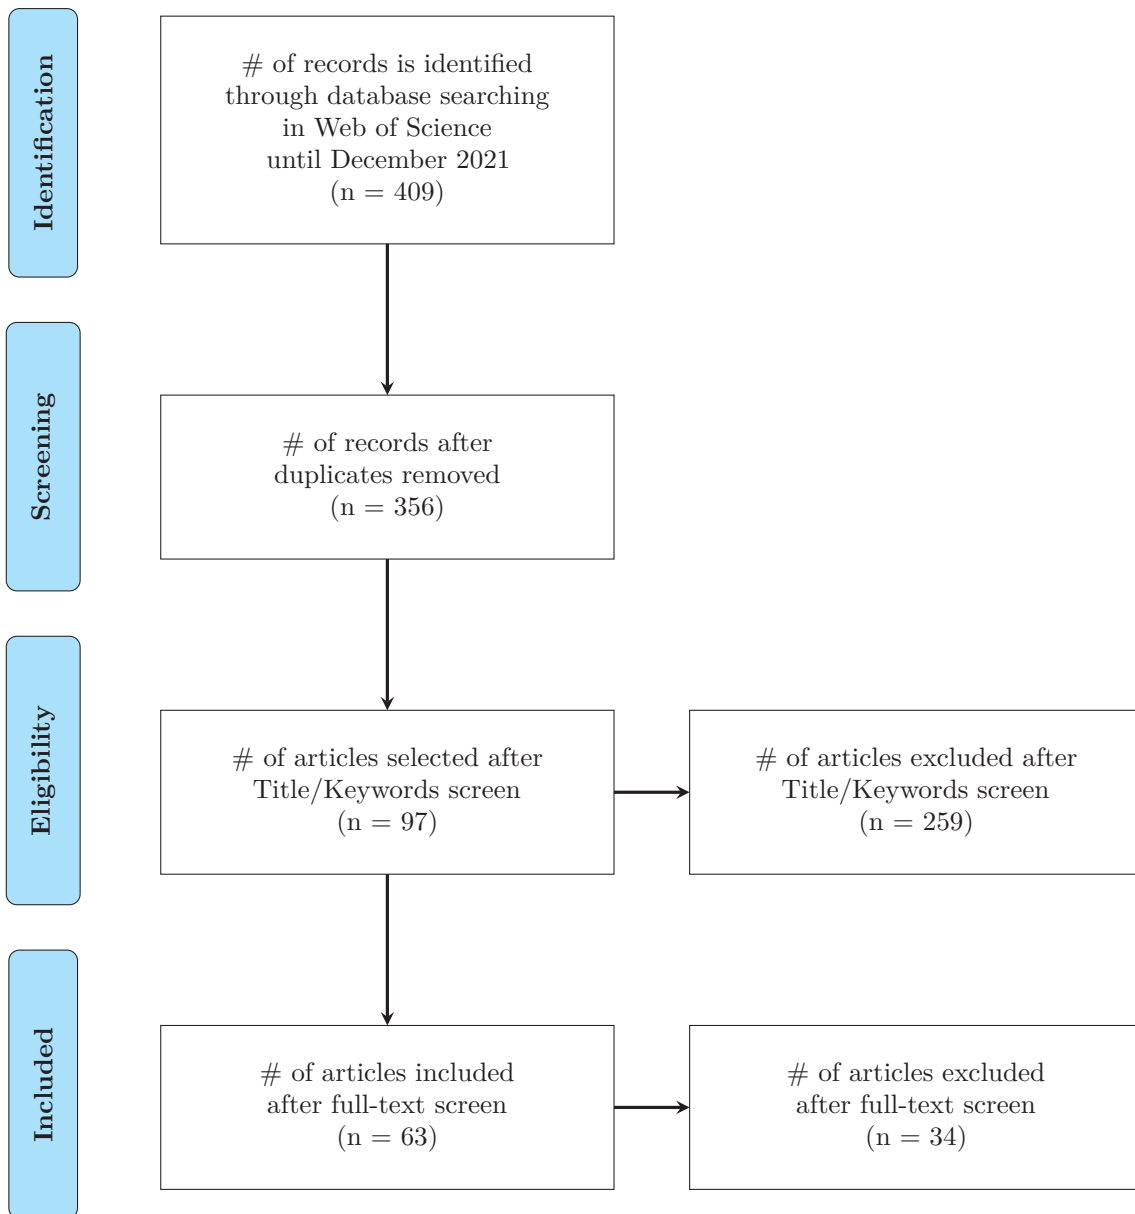 Identification
# of records is identified
through database searching
in Web of Science
until December 2021
(n = 409)
Screening
# of records after
duplicates removed
(n = 356)
Eligibility
# of articles selected after
Title/Keywords screen
(n = 97)
# of articles excluded after
Title/Keywords screen
(n = 259)
Included
# of articles included
after full-text screen
(n = 63)
# of articles excluded
after full-text screen
(n = 34)